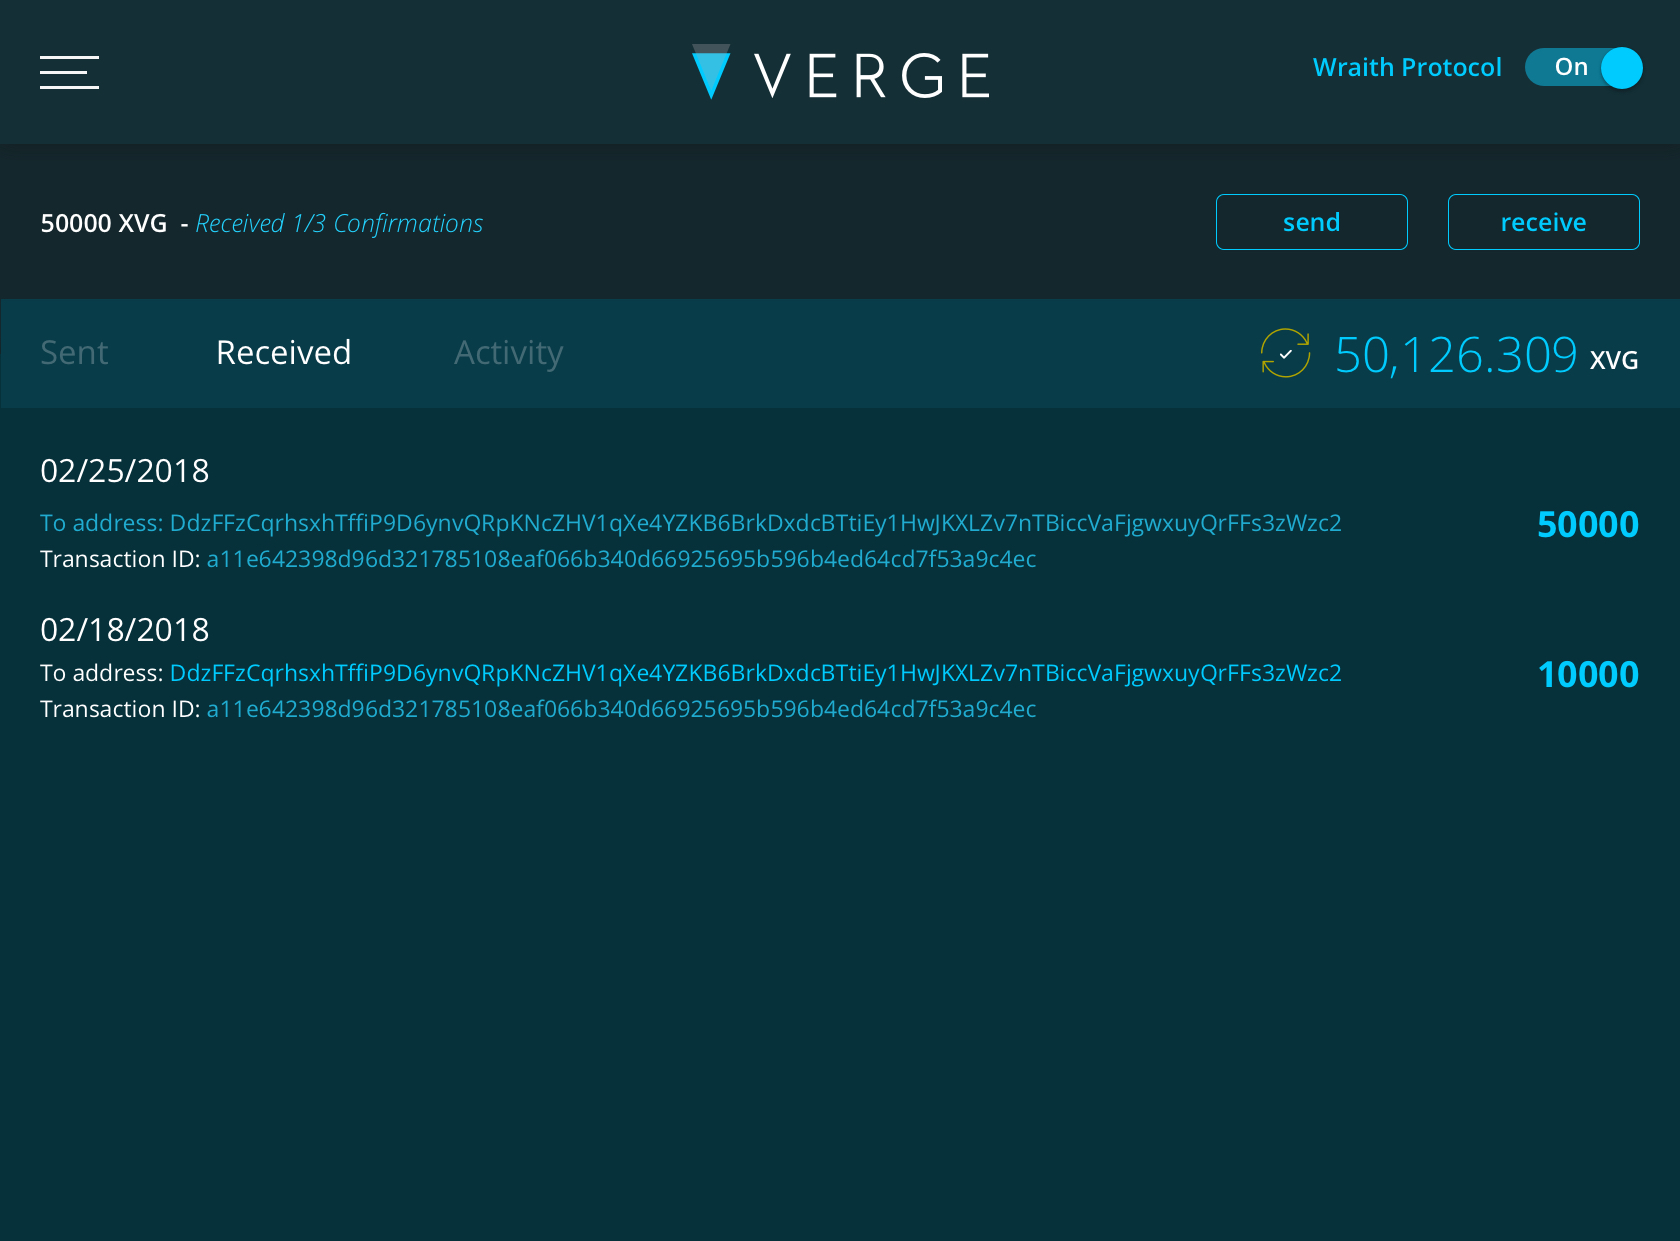 VERGE
Wraith Protocol On
50000 XVG - Received 1/3 Confirmations
send receive
Sent Received Activity 50,126.309 XVG
02/25/2018
To address: DdzFFzCqrhsxhTffiP9D6ynvQRpKNcZHV1qXe4YZKB6BrkDxdcBTtiEy1HwJKXLZv7nTBiccVaFjgwxuyQrFFs3zWzc2 50000
Transaction ID: a11e642398d96d321785108eaf066b340d66925695b596b4ed64cd7f53a9c4ec
02/18/2018
To address: DdzFFzCqrhsxhTffiP9D6ynvQRpKNcZHV1qXe4YZKB6BrkDxdcBTtiEy1HwJKXLZv7nTBiccVaFjgwxuyQrFFs3zWzc2 10000
Transaction ID: a11e642398d96d321785108eaf066b340d66925695b596b4ed64cd7f53a9c4ec